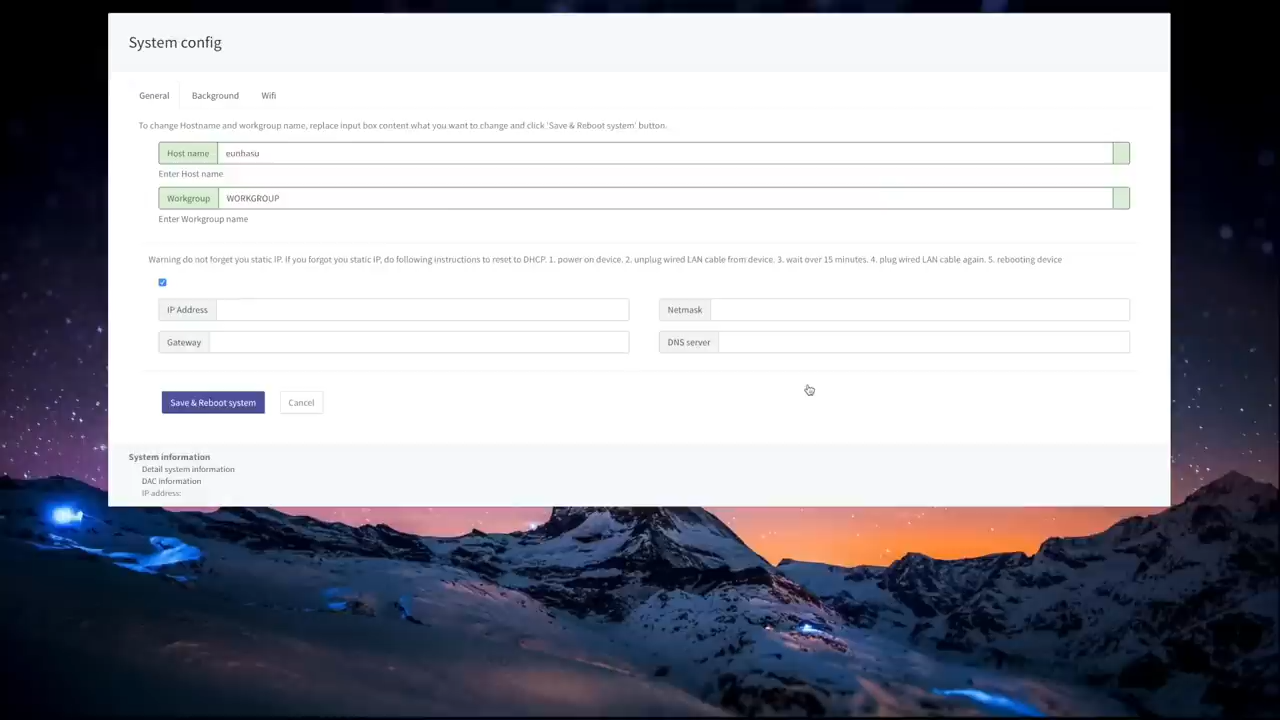 System config
General Background Wifi
To change Hostname and workgroup name, replace input box content what you want to change and click 'Save & Reboot system' button.
Host name eunhasu
Enter Host name
Workgroup WORKGROUP
Enter Workgroup name
Warning do not forget you static IP. If you forgot you static IP, do following instructions to reset to DHCP. 1. power on device. 2. unplug wired LAN cable from device. 3. wait over 15 minutes. 4. plug wired LAN cable again. 5. rebooting device
IP Address Netmask
Gateway DNS server
Save & Reboot system Cancel
System information
Detail system information
DAC information
IP address: